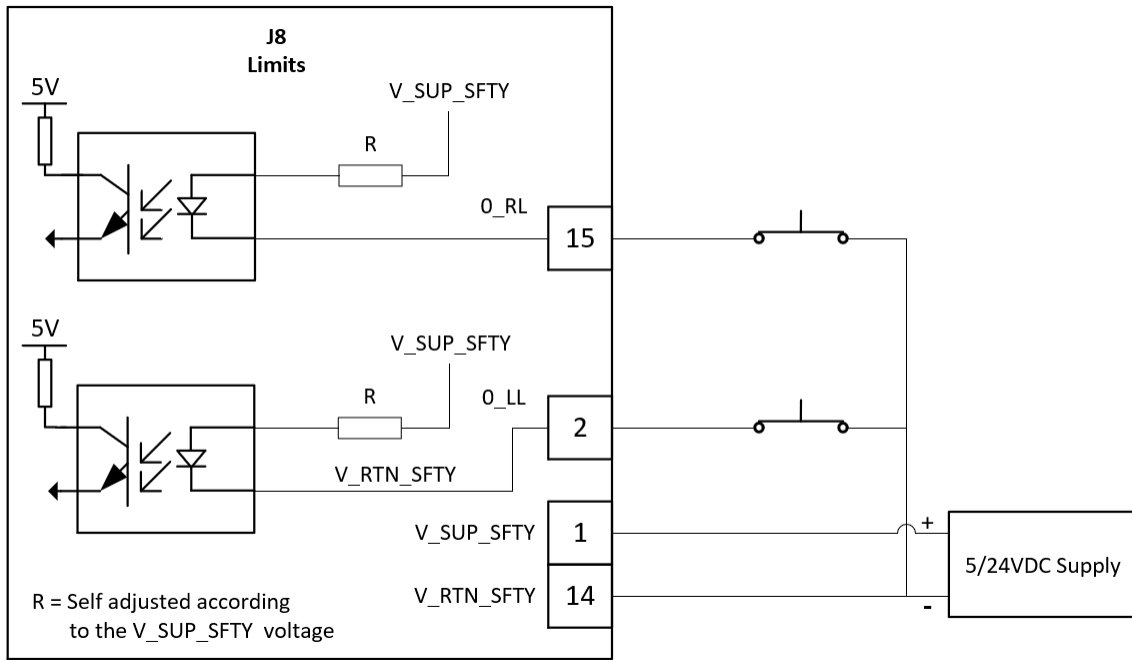 J8
Limits
5V
V_SUP_SFTY
R
0_RL
15
5V
V_SUP_SFTY
R
0_LL
2
V_RTN_SFTY
V_SUP_SFTY
1
+
5/24VDC Supply
V_RTN_SFTY
14
-
R = Self adjusted according
to the V_SUP_SFTY voltage